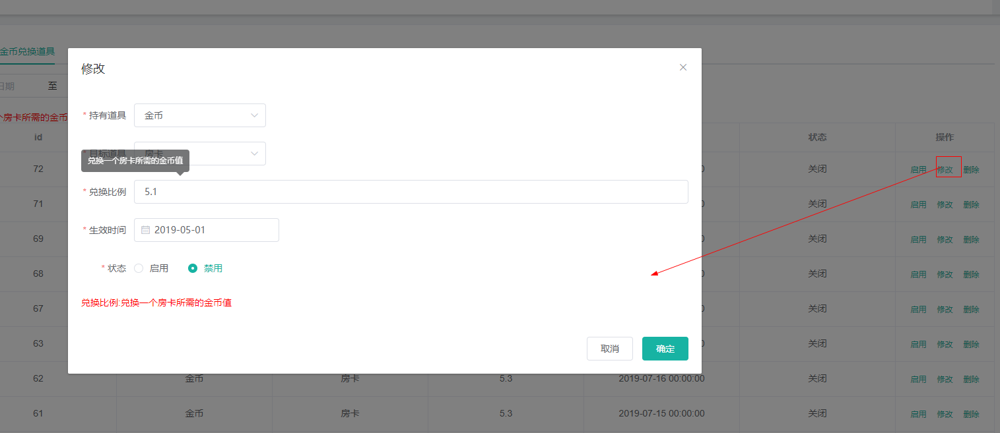 金币兑换道具
修改
日期 至
* 持有道具 金币
* 目标道具 房卡
个房卡所需的金币
id 状态 操作
兑换一个房卡所需的金币值
72 0 关闭 启用 修改 删除
* 兑换比例 5.1
71 0 关闭 启用 修改 删除
* 生效时间 2019-05-01
69 0 关闭 启用 修改 删除
* 状态 启用 禁用
68 0 关闭 启用 修改 删除
兑换比例:兑换一个房卡所需的金币值
67 0 关闭 启用 修改 删除
63 0 关闭 启用 修改 删除
取消 确定
62 金币 房卡 5.3 2019-07-16 00:00:00 关闭 启用 修改 删除
61 金币 房卡 5.3 2019-07-15 00:00:00 关闭 启用 修改 删除